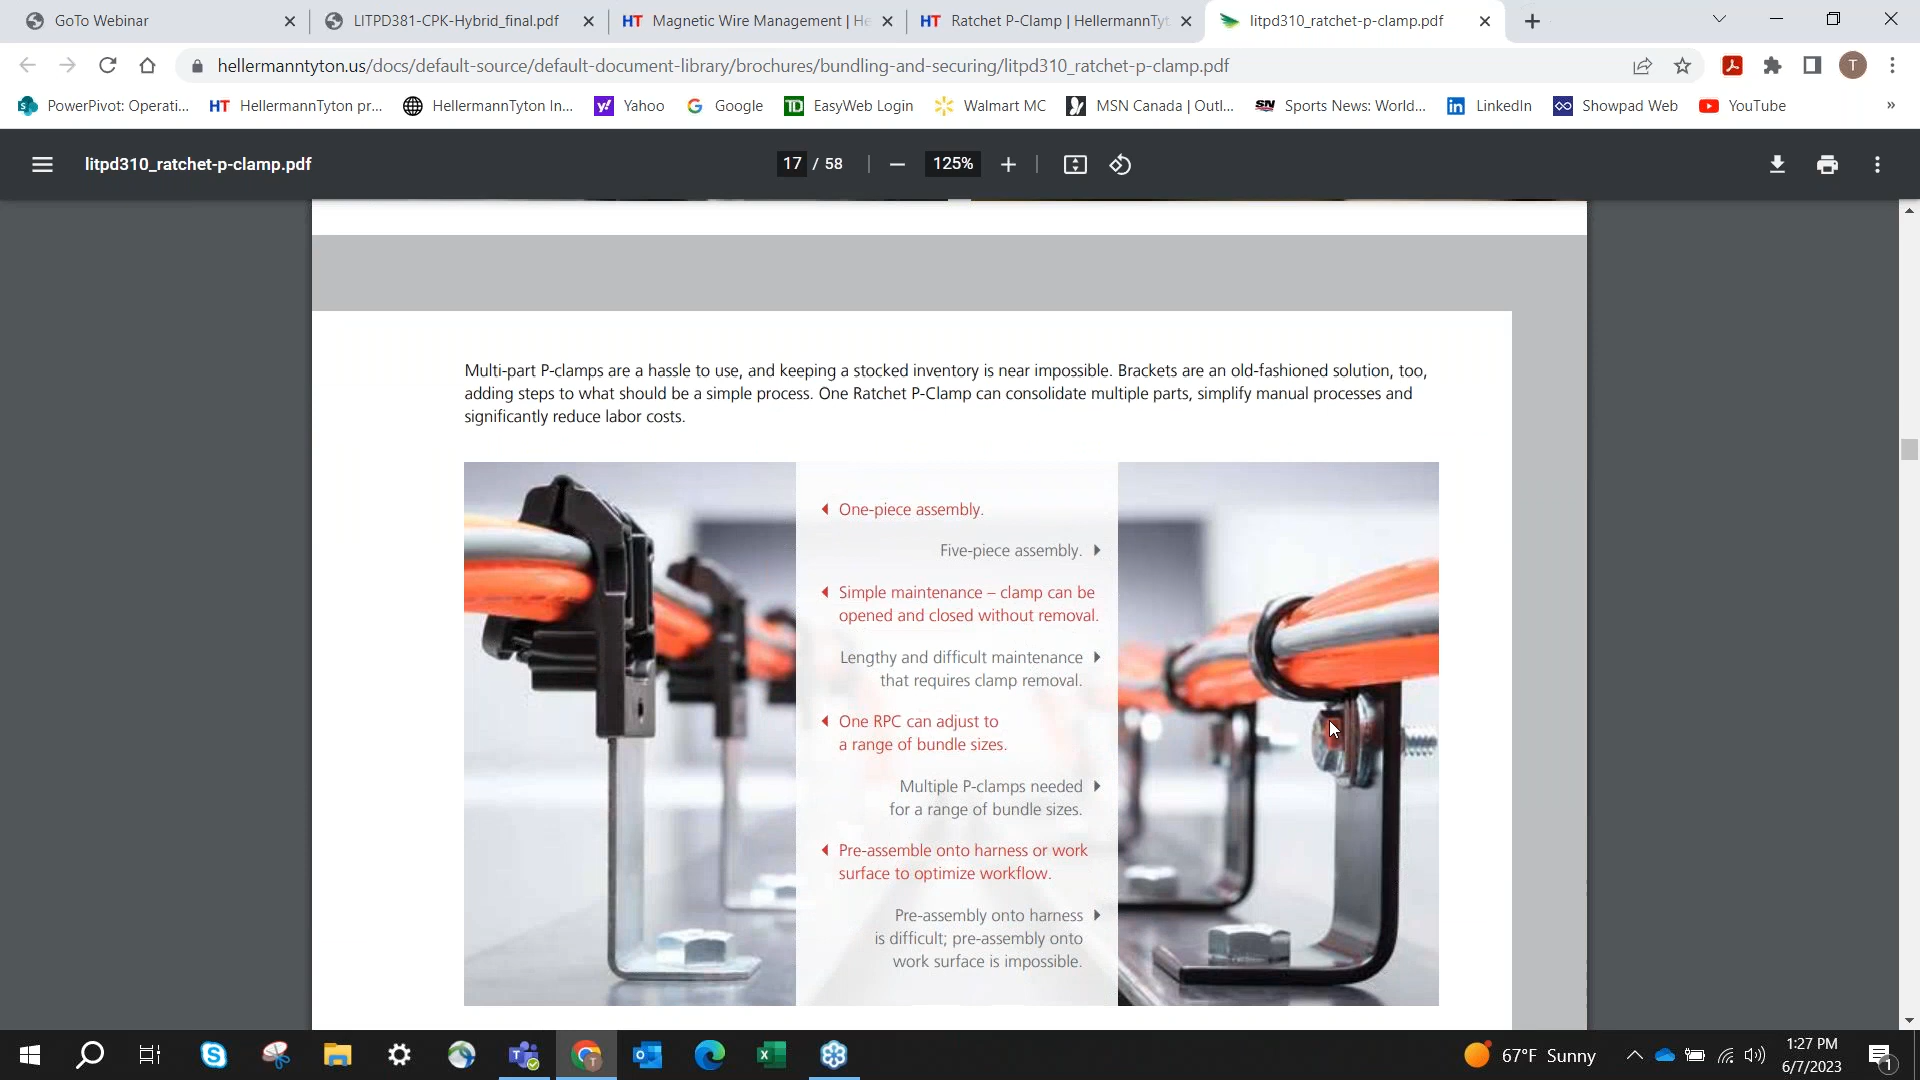 GoTo Webinar
LITPD381-CPK-Hybrid_final.pdf
HT Magnetic Wire Management | He
HT Ratchet P-Clamp | HellermannTyt
litpd310_ratchet-p-clamp.pdf
hellermanntyton.us/docs/default-source/default-document-library/brochures/bundling-and-securing/litpd310_ratchet-p-clamp.pdf
T
PowerPivot: Operati...
HT HellermannTyton pr...
HellermannTyton In...
Yahoo
Google
TD EasyWeb Login
Walmart MC
MSN Canada | Outl...
SN Sports News: World...
in LinkedIn
Showpad Web
YouTube
»
litpd310_ratchet-p-clamp.pdf
17 / 58
125%
Multi-part P-clamps are a hassle to use, and keeping a stocked inventory is near impossible. Brackets are an old-fashioned solution, too,
adding steps to what should be a simple process. One Ratchet P-Clamp can consolidate multiple parts, simplify manual processes and
significantly reduce labor costs.
One-piece assembly.
Five-piece assembly.
Simple maintenance – clamp can be
opened and closed without removal.
Lengthy and difficult maintenance
that requires clamp removal.
One RPC can adjust to
a range of bundle sizes.
Multiple P-clamps needed
for a range of bundle sizes.
Pre-assemble onto harness or work
surface to optimize workflow.
Pre-assembly onto harness
is difficult; pre-assembly onto
work surface is impossible.
67°F Sunny
1:27 PM
6/7/2023
1